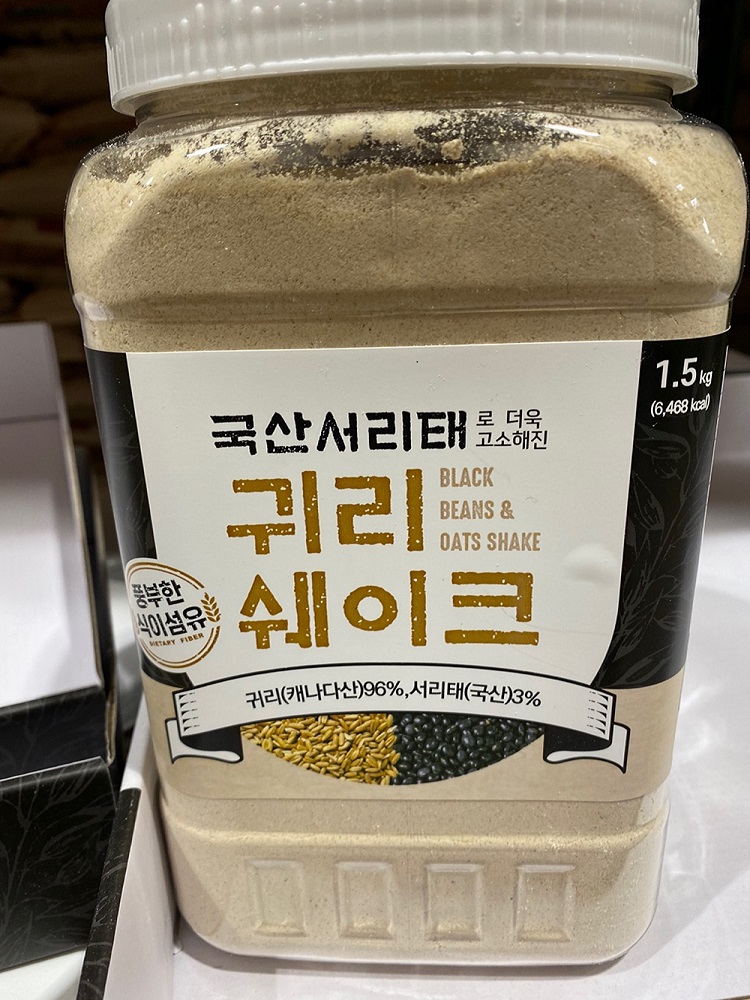 1.5 kg
(6,468 kcal)
국산서리태로 더욱
고소해진
귀리
쉐이크
BLACK
BEANS &
OATS SHAKE
풍부한
식이섬유
DIETARY FIBER
귀리(캐나다산)96%,서리태(국산)3%